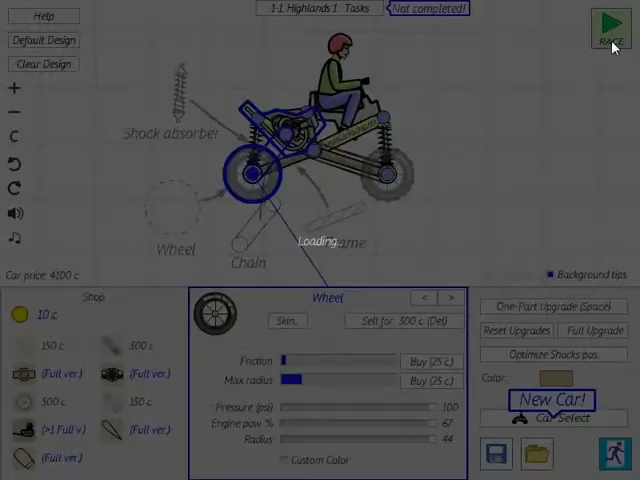 Help
1-1 Highlands 1 Tasks
Not completed!
RACE
Default Design
Clear Design
Shock absorber
Wheel
Chain
Loading...
Car price: 4100 c.
Background tips
Shop
10 c.
150 c
300 c.
(Full ver.)
(Full ver.)
500 c
150 c.
(>1 Full v.)
(Full ver.)
(Full ver.)
Wheel
<
>
Skin..
Sell for 300 c. (Del)
Friction
Buy (25 c.)
Max radius
Buy (25 c.)
Pressure (psi)
100
Engine pow %
67
Radius
44
Custom Color
One-Part Upgrade (Space)
Reset Upgrades
Full Upgrade
Optimize Shocks pos.
Color:
New Car!
Car Select